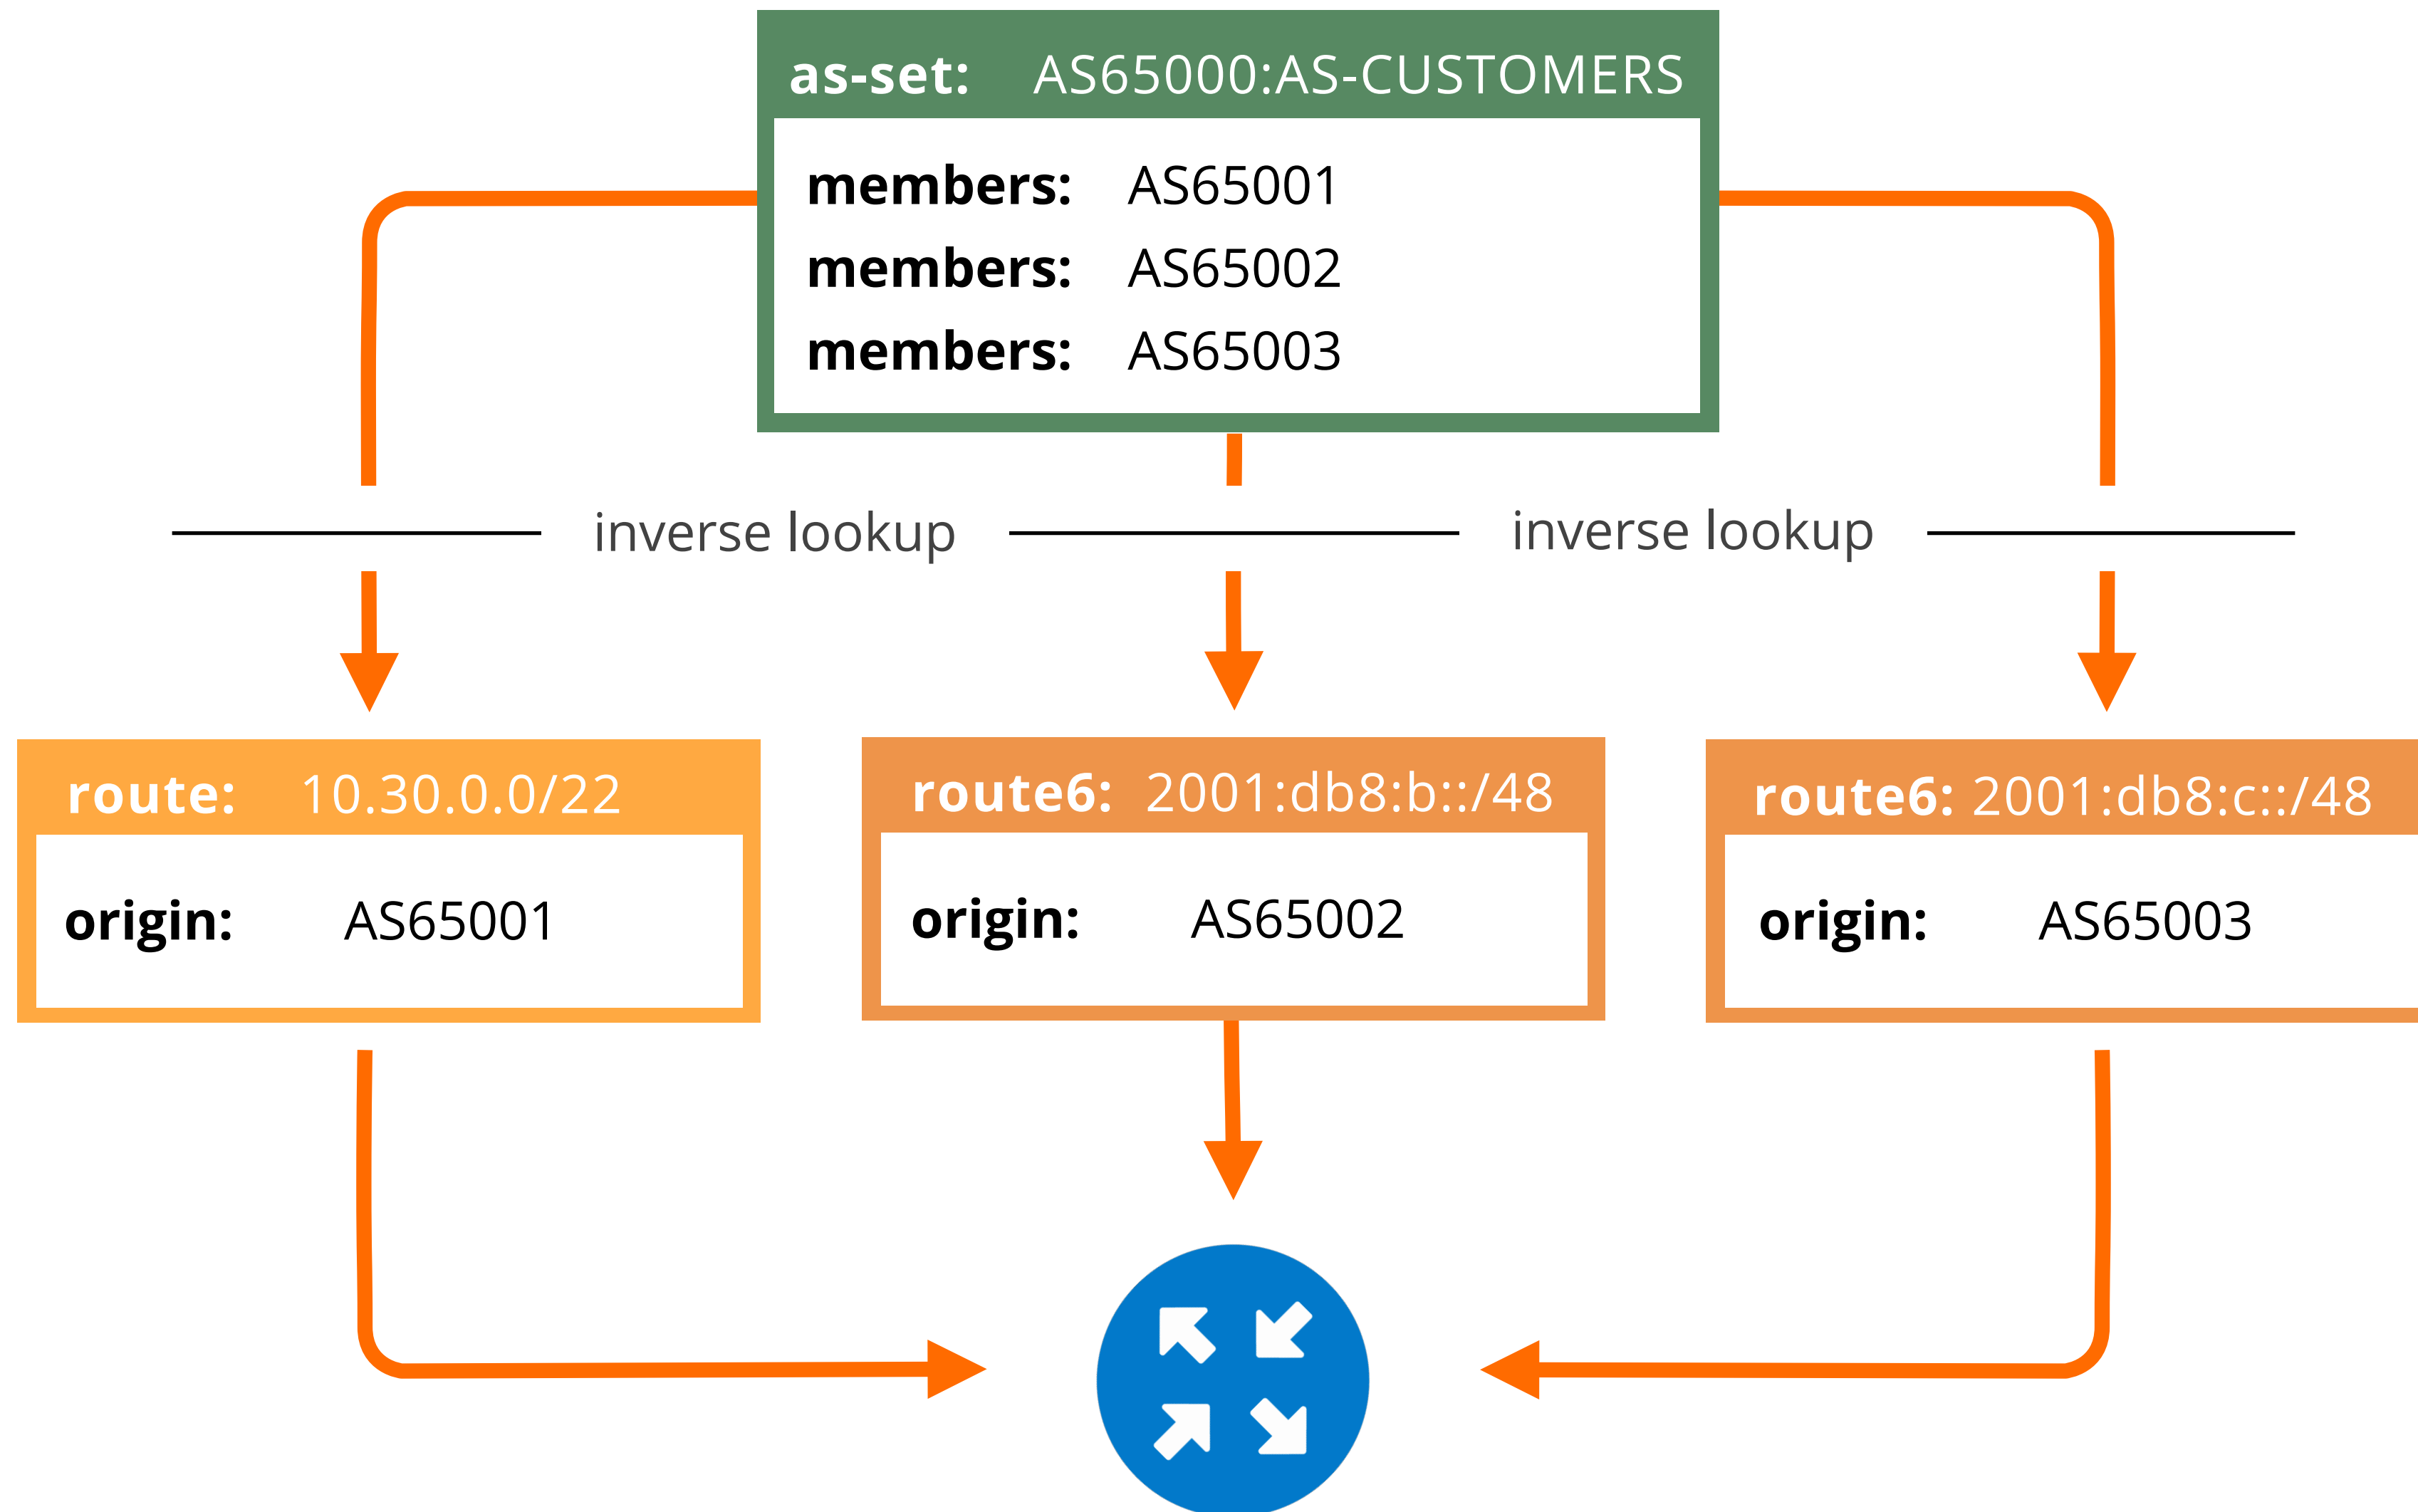 as-set: AS65000:AS-CUSTOMERS
members: AS65001
members: AS65002
members: AS65003
inverse lookup inverse lookup
route: 10.30.0.0/22
origin: AS65001
route6: 2001:db8:b::/48
origin: AS65002
route6: 2001:db8:c::/48
origin: AS65003